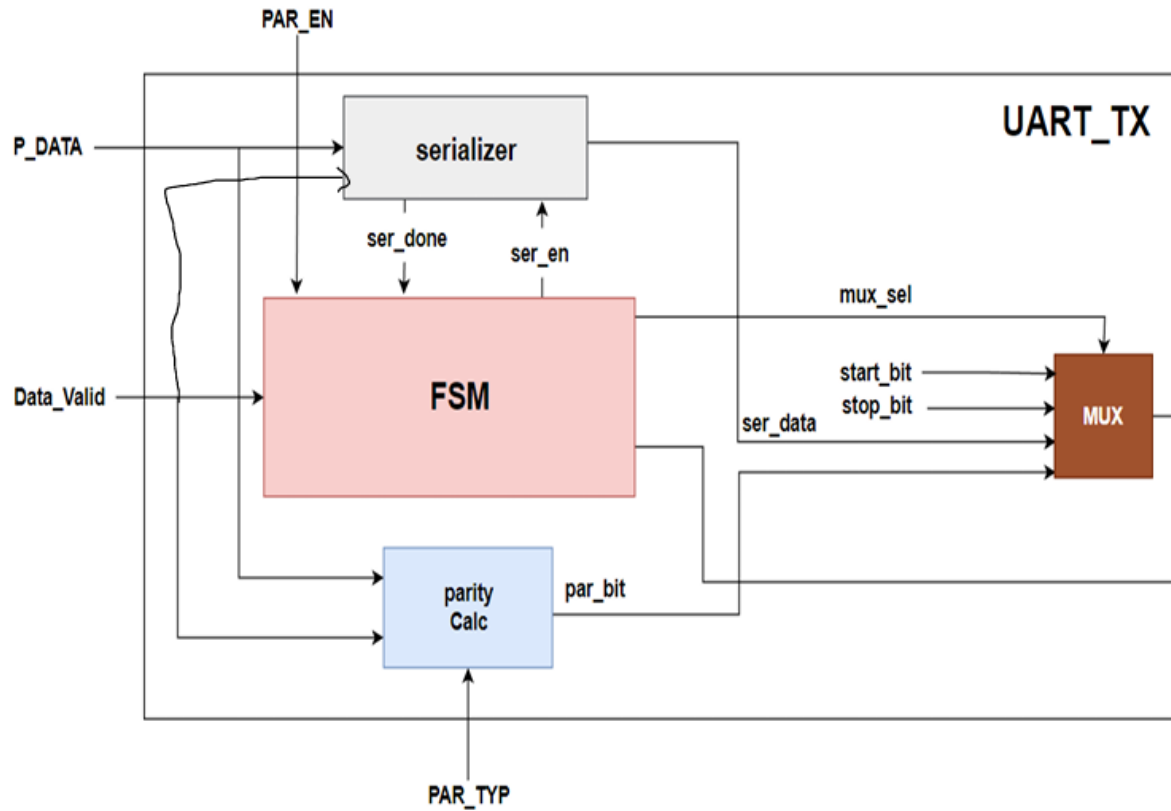 PAR_EN
UART_TX
P_DATA
serializer
ser_done
ser_en
mux_sel
Data_Valid
FSM
start_bit
stop_bit
MUX
ser_data
parity
Calc
par_bit
PAR_TYP